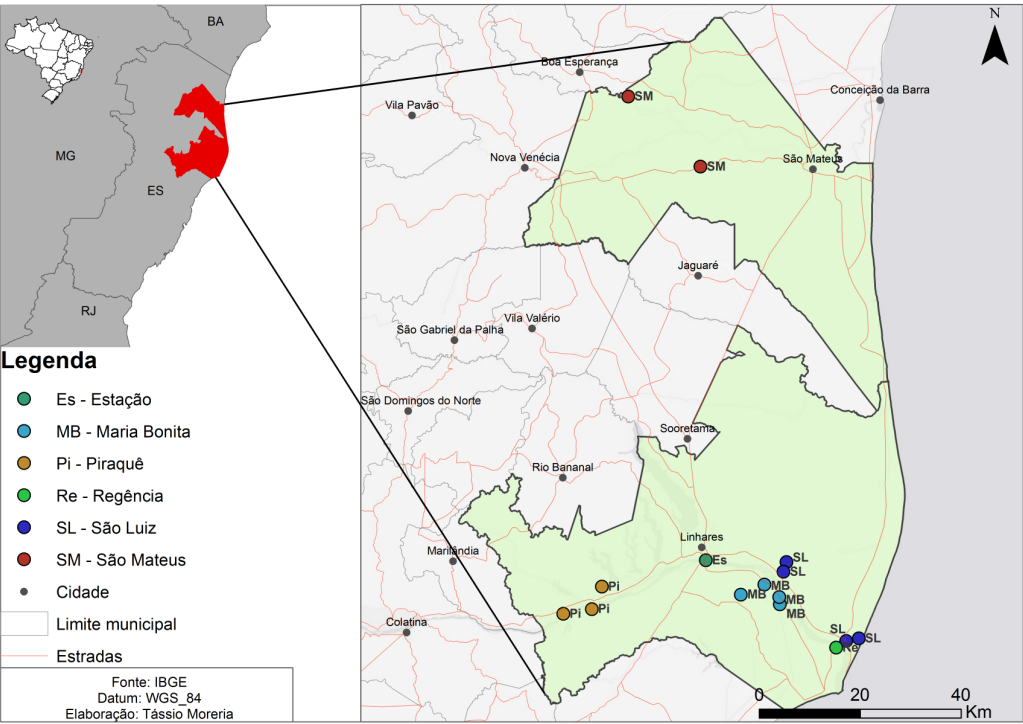 BA
MG
ES
RJ
N
Boa Esperança
Conceição da Barra
Vila Pavão
SM
Nova Venécia
São Mateus
SM
Jaguaré
Vila Valério
São Gabriel da Palha
São Domingos do Norte
Sooretama
Rio Bananal
Linhares
Marilândia
Es
SL
SL
Pi
MB
MB
MB
MB
Pi
Pi
Colatina
SL
SL
Re
0 20 40
Km
Legenda
Es - Estação
MB - Maria Bonita
Pi - Piraquê
Re - Regência
SL - São Luiz
SM - São Mateus
Cidade
Limite municipal
Estradas
Fonte: IBGE
Datum: WGS_84
Elaboração: Tássio Moreria